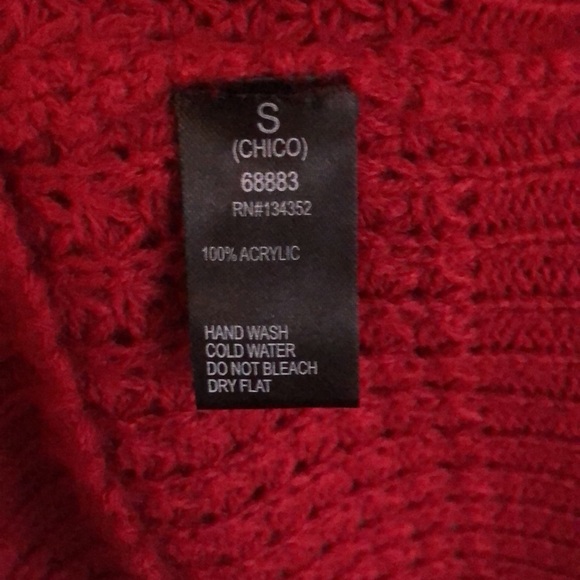 S
(CHICO)
68883
RN#134352
100% ACRYLIC
HAND WASH
COLD WATER
DO NOT BLEACH
DRY FLAT